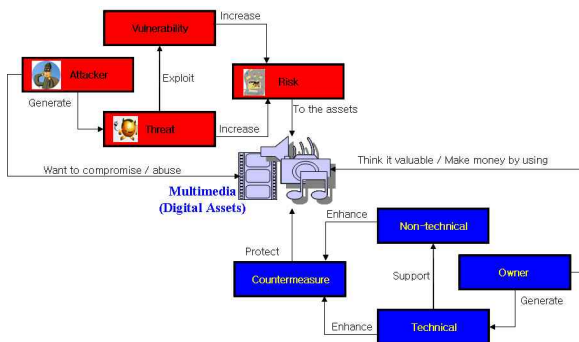 Vulnerability
Increase
Attacker
Exploit
Risk
Generate
Threat
Increase
To the assets
Want to compromise / abuse
Think it valuable / Make money by using
Multimedia
(Digital Assets)
Enhance
Non-technical
Protect
Countermeasure
Support
Owner
Generate
Enhance
Technical